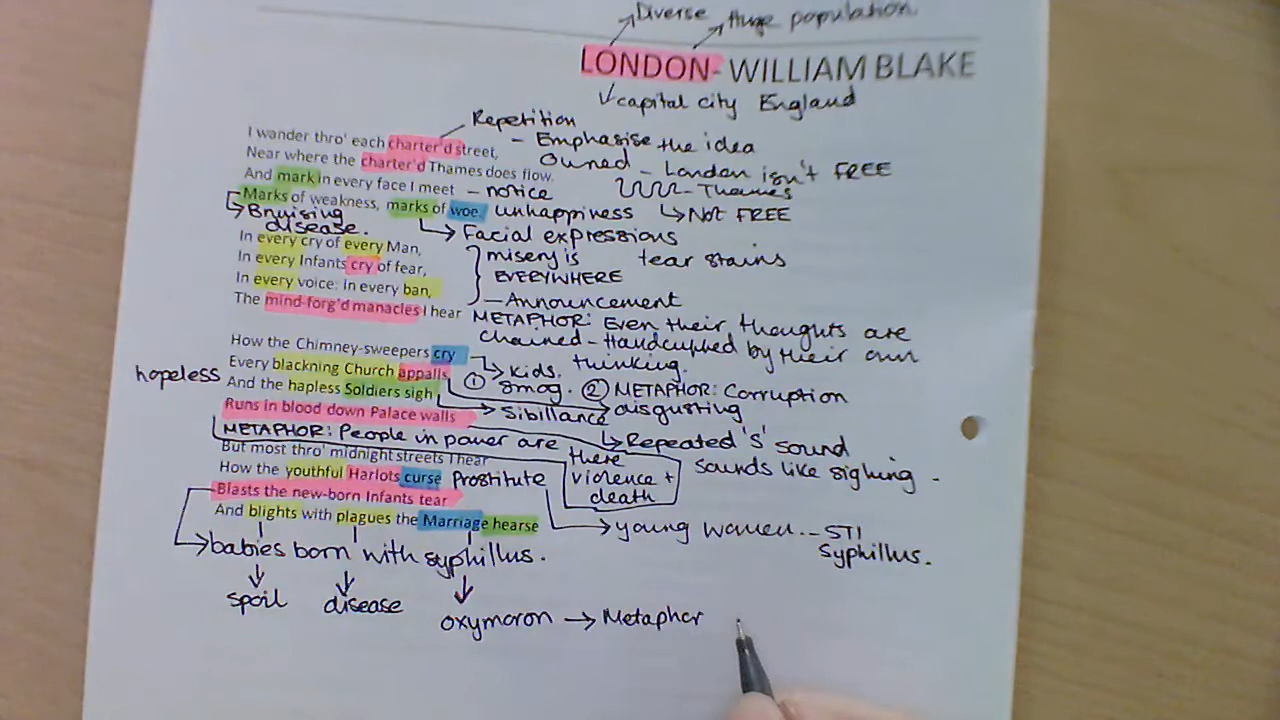 Diverse Huge population
LONDON- WILLIAM BLAKE
capital city England
Repetition
I wander thro' each charter'd street, - Emphasise the idea
Near where the charter'd Thames does flow. Owned - London isn't FREE
And mark in every face I meet - notice Thames
Marks of weakness, marks of woe. unhappiness Not FREE
Bruising
disease. Facial expressions
In every cry of every Man, misery is tear stains
In every Infants cry of fear, EVERYWHERE
In every voice: in every ban, - Announcement
The mind-forg'd manacles I hear METAPHOR: Even their thoughts are
chained - Handcuffed by their own
thinking.
How the Chimney-sweepers cry Kids.
Every blackning Church appalls, ① Smog. ② METAPHOR: Corruption
hopeless And the hapless Soldiers sigh disgusting
Runs in blood down Palace walls Sibillance
METAPHOR: People in power are Repeated 's' sound
But most thro' midnight streets I hear there sounds like sighing.
How the youthful Harlots curse Prostitute violence +
Blasts the new-born Infants tear death
And blights with plagues the Marriage hearse young women.. - STI
babies born with syphillus. Syphillus.
spoil disease oxymoron → Metaphor